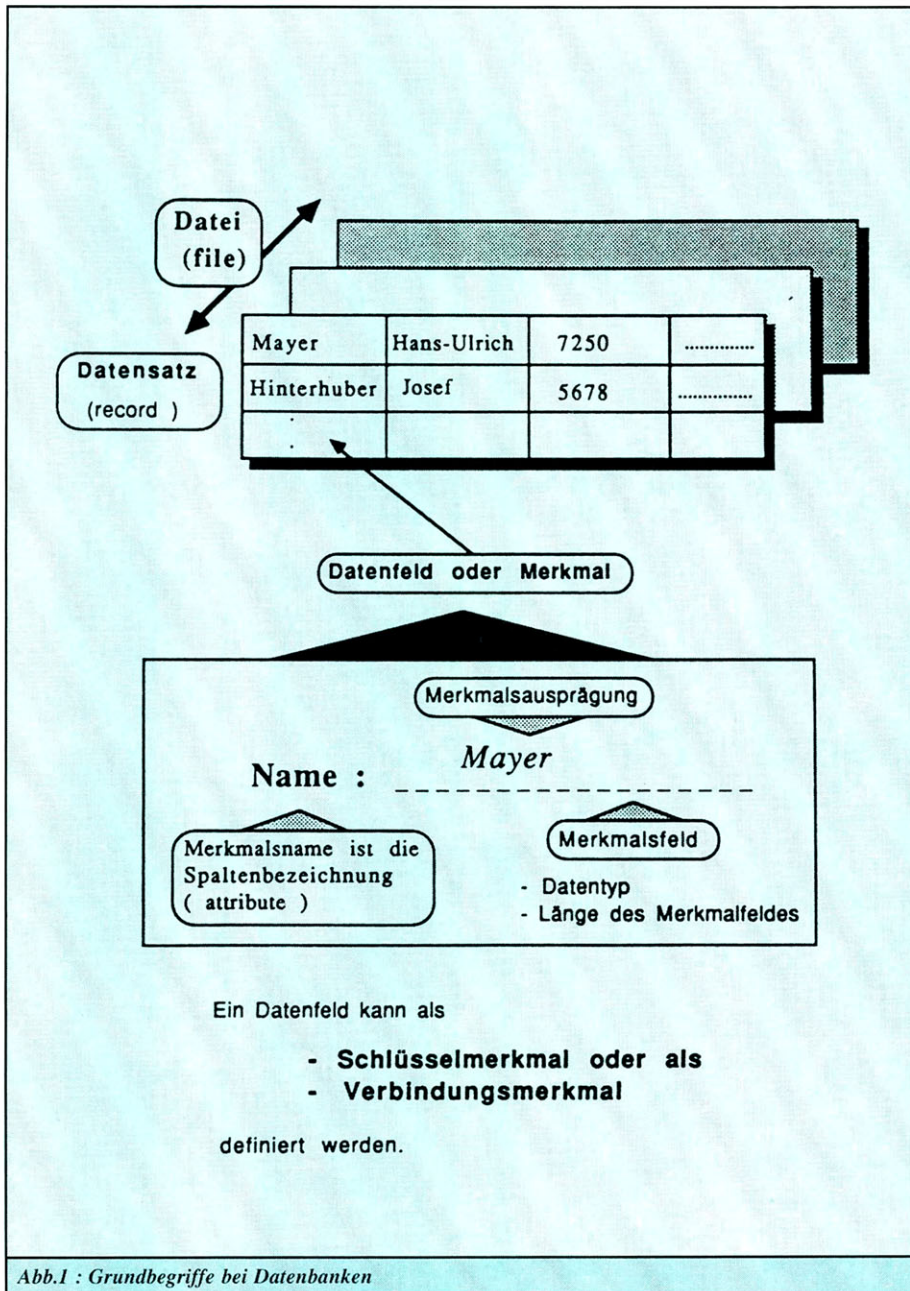 Datei
(file)
Datensatz
(record )
Mayer Hans-Ulrich 7250 ..............
Hinterhuber Josef 5678 ..............
Datenfeld oder Merkmal
Merkmalsausprägung
Mayer
Name : _ _ _ _ _ _ _ _ _ _ _ _ _ _ _ _ _ _
Merkmalsname ist die
Spaltenbezeichnung
( attribute )
Merkmalsfeld
- Datentyp
- Länge des Merkmalfeldes
Ein Datenfeld kann als
- Schlüsselmerkmal oder als
- Verbindungsmerkmal
definiert werden.
Abb.1 : Grundbegriffe bei Datenbanken